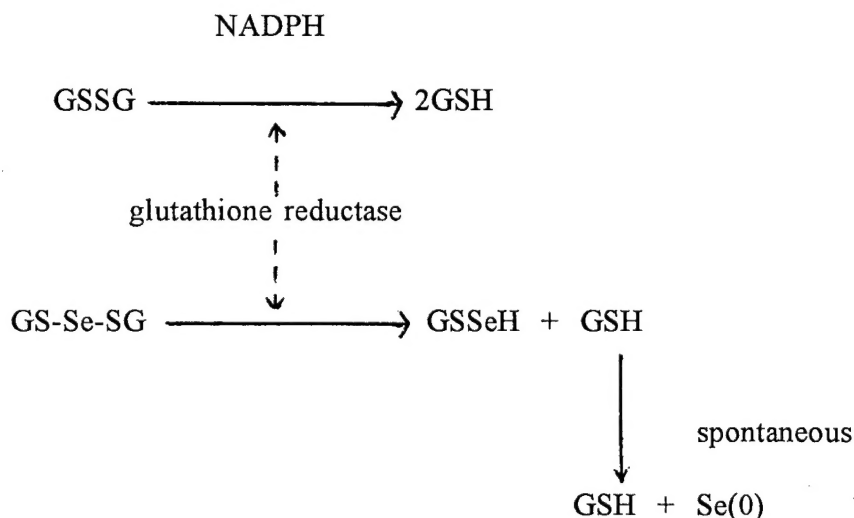 NADPH
GSSG → 2GSH
glutathione reductase
GS-Se-SG → GSSeH + GSH
spontaneous
GSH + Se(0)